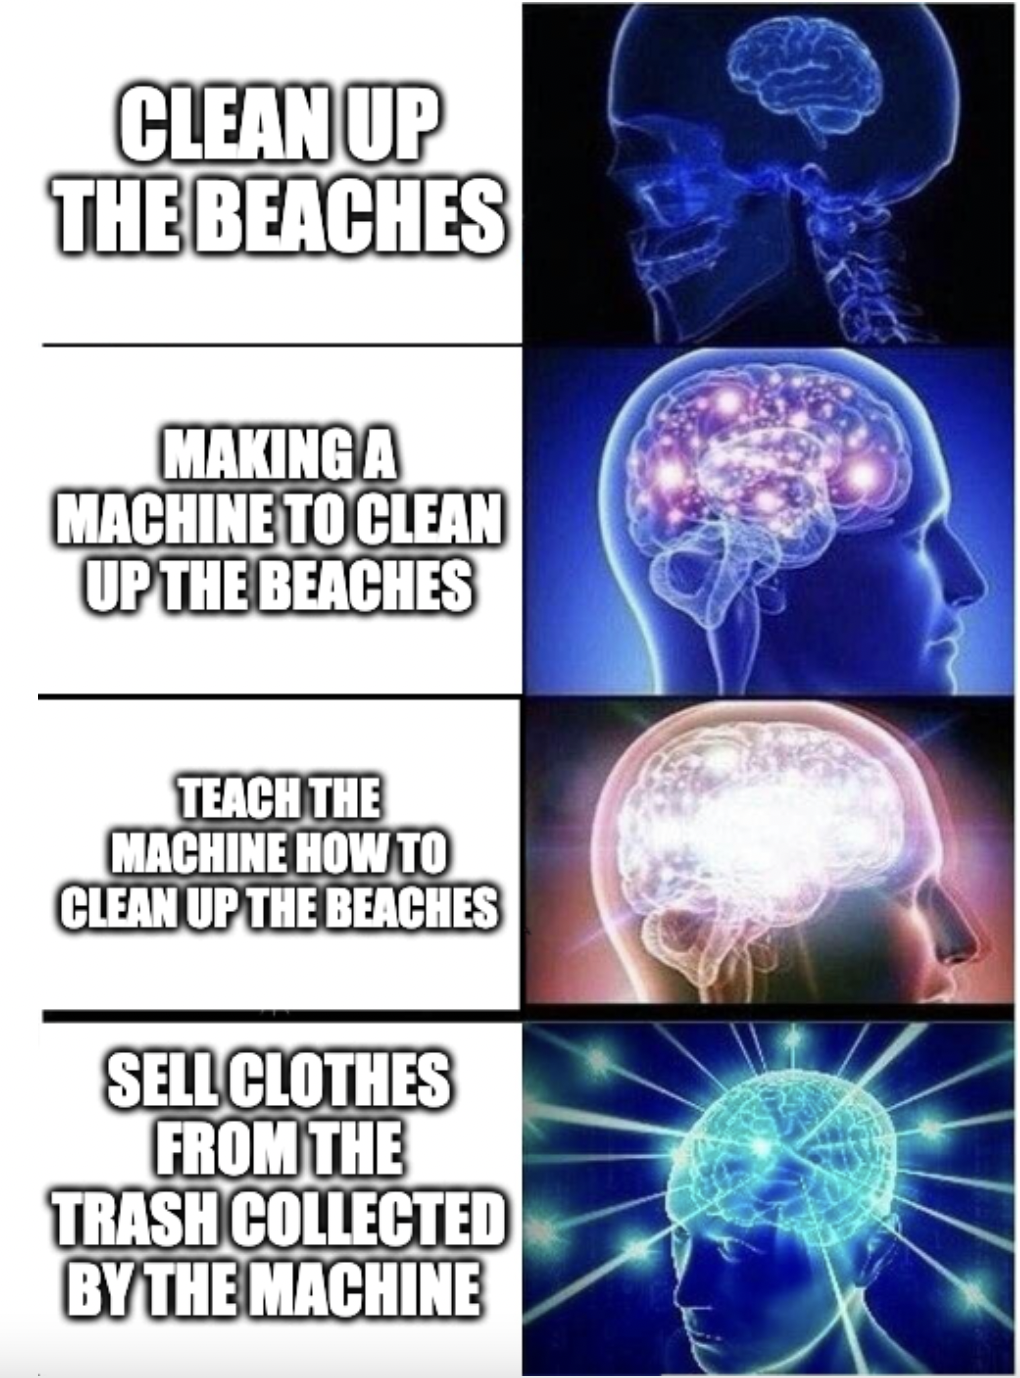 CLEAN UP
THE BEACHES
MAKING A
MACHINE TO CLEAN
UP THE BEACHES
TEACH THE
MACHINE HOW TO
CLEAN UP THE BEACHES
SELL CLOTHES
FROM THE
TRASH COLLECTED
BY THE MACHINE